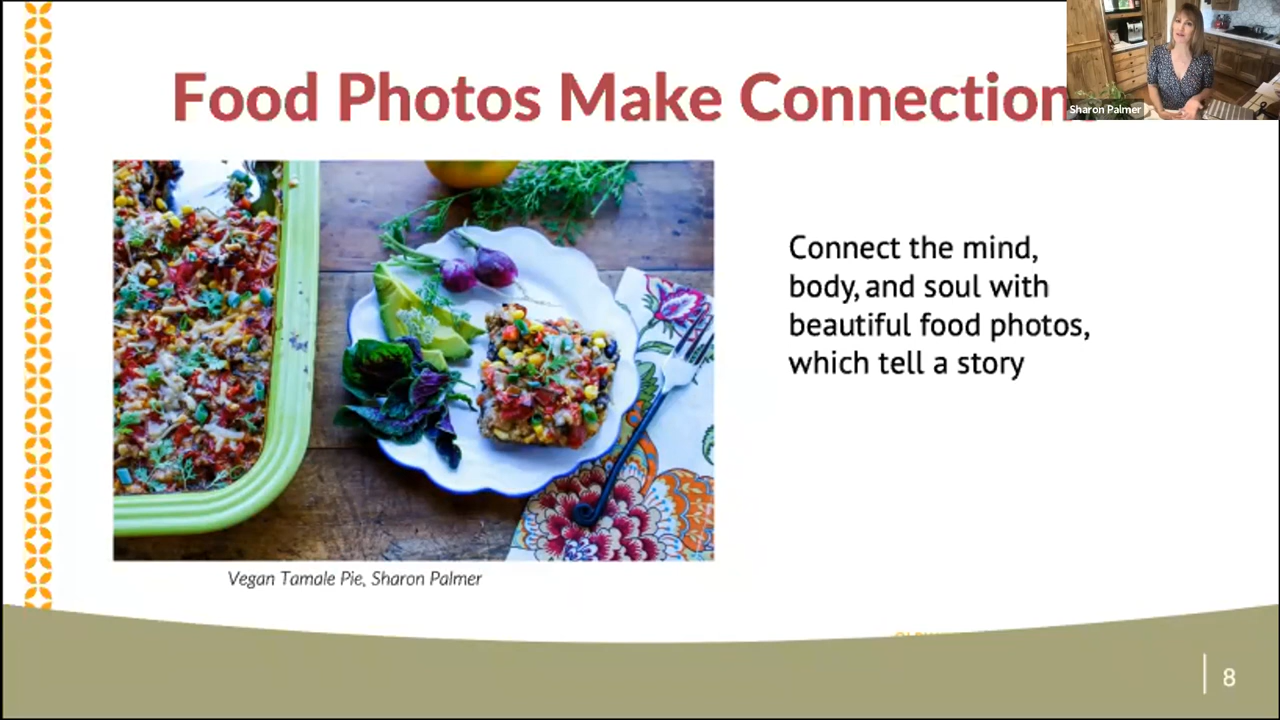 Food Photos Make Connection
Sharon Palmer
Connect the mind,
body, and soul with
beautiful food photos,
which tell a story
Vegan Tamale Pie, Sharon Palmer
8